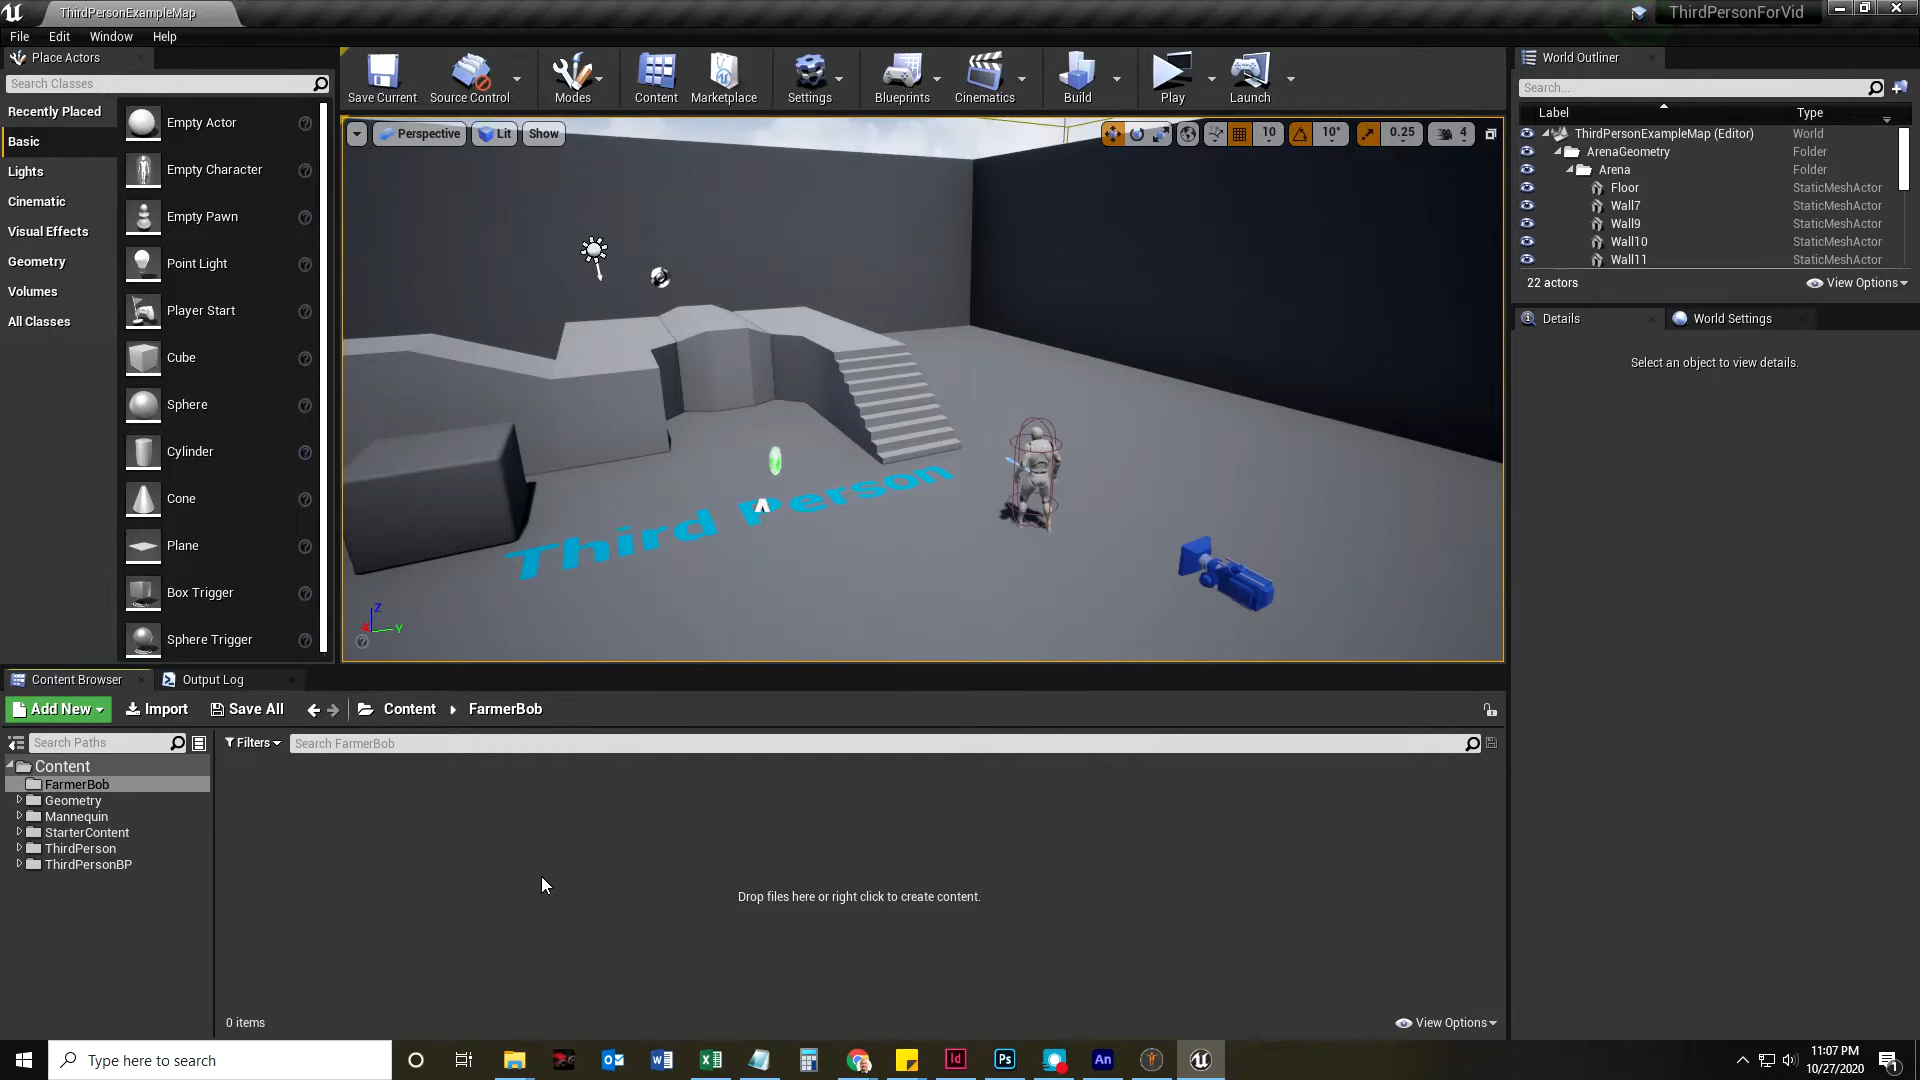 ThirdPersonExampleMap
ThirdPersonForVid
File Edit Window Help
Place Actors
Search Classes
Recently Placed
Basic
Lights
Cinematic
Visual Effects
Geometry
Volumes
All Classes
Empty Actor
Empty Character
Empty Pawn
Point Light
Player Start
Cube
Sphere
Cylinder
Cone
Plane
Box Trigger
Sphere Trigger
Save Current
Source Control
Modes
Content
Marketplace
Settings
Blueprints
Cinematics
Build
Play
Launch
Perspective
Lit
Show
10
10°
0.25
4
Third Person
Z
X
Y
World Outliner
Search...
Label Type
ThirdPersonExampleMap (Editor) World
ArenaGeometry Folder
Arena Folder
Floor StaticMeshActor
Wall7 StaticMeshActor
Wall9 StaticMeshActor
Wall10 StaticMeshActor
Wall11 StaticMeshActor
22 actors
View Options
Details
World Settings
Select an object to view details.
Content Browser
Output Log
Add New
Import
Save All
Content
FarmerBob
Search Paths
Filters
Search FarmerBob
Content
FarmerBob
Geometry
Mannequin
StarterContent
ThirdPerson
ThirdPersonBP
Drop files here or right click to create content.
0 items
View Options
Type here to search
Id
Ps
An
11:07 PM
10/27/2020
1